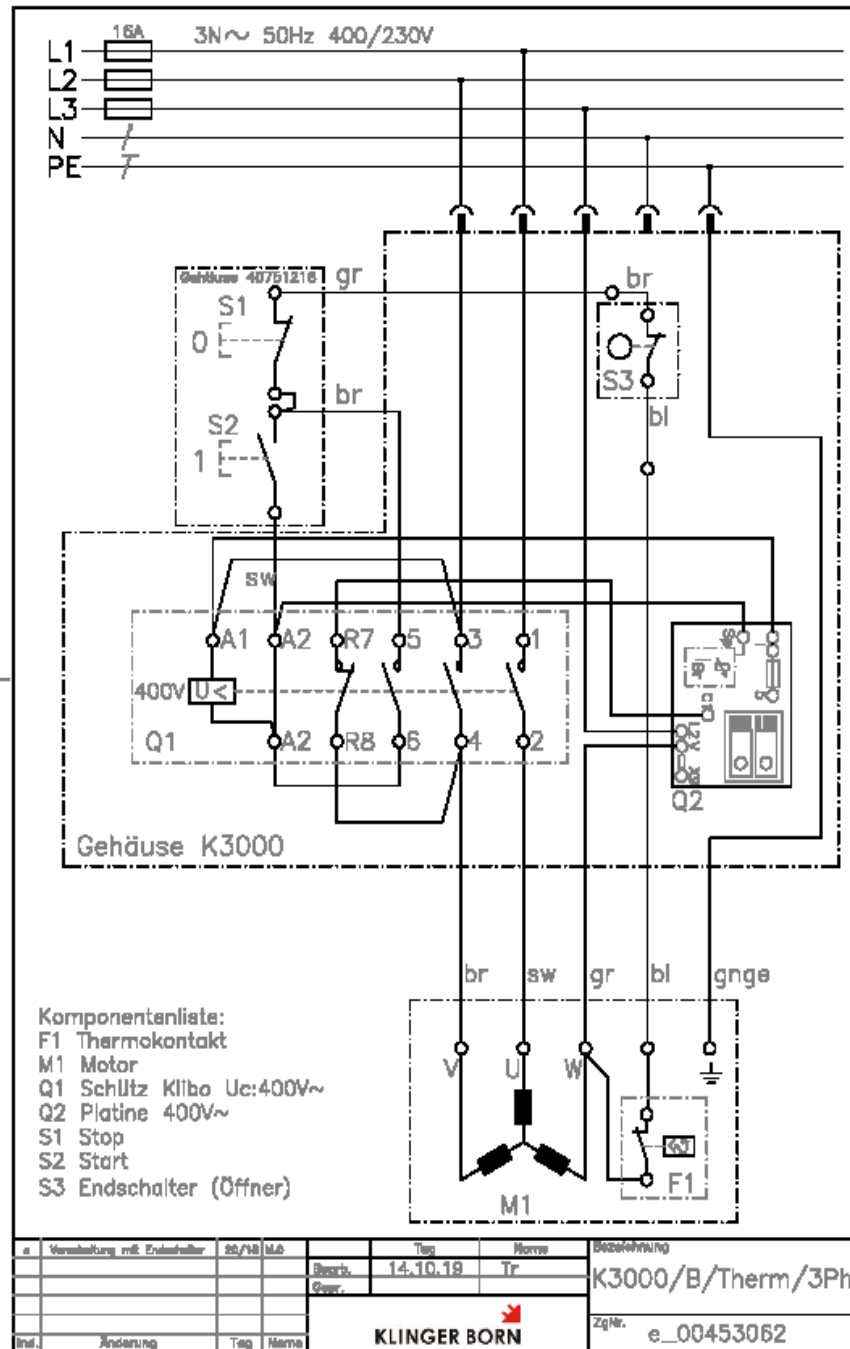 16A 3N～ 50Hz 400/230V
L1
L2
L3
N
PE
Gehäuse 40751216
gr
br
S1
0
S3
br
bl
S2
1
sw
A1 A2 R7 5 3 1
400V U<
Q1 A2 R8 6 4 2
Q2
Gehäuse K3000
br sw gr bl gnge
V U W
F1
M1
Komponentenliste:
F1 Thermokontakt
M1 Motor
Q1 Schütz Klibo Uc:400V~
Q2 Platine 400V~
S1 Stop
S2 Start
S3 Endschalter (Öffner)
Tag Name Bezeichnung
Bearb. 14.10.19 Tr K3000/B/Therm/3Ph
Gepr.
KLINGER BORN
ZgNr. e_00453062
Ind. Änderung Tag Name